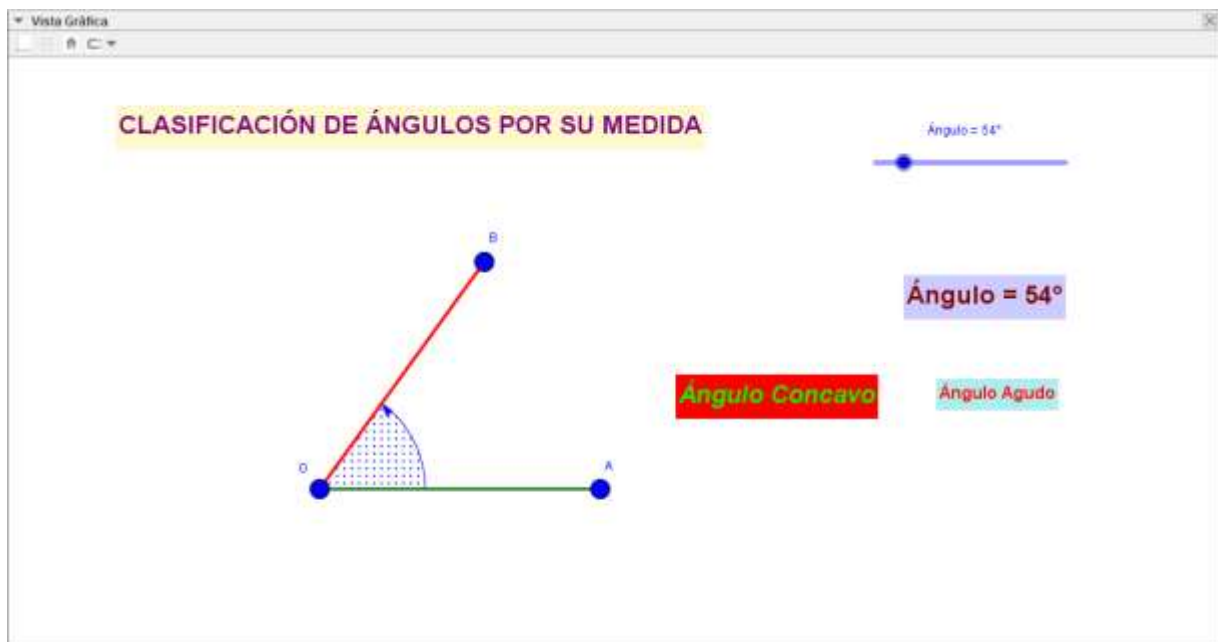 Vista Gráfica
CLASIFICACIÓN DE ÁNGULOS POR SU MEDIDA
Ángulo = 54°
B
Ángulo = 54°
Ángulo Concavo
Ángulo Agudo
O
A